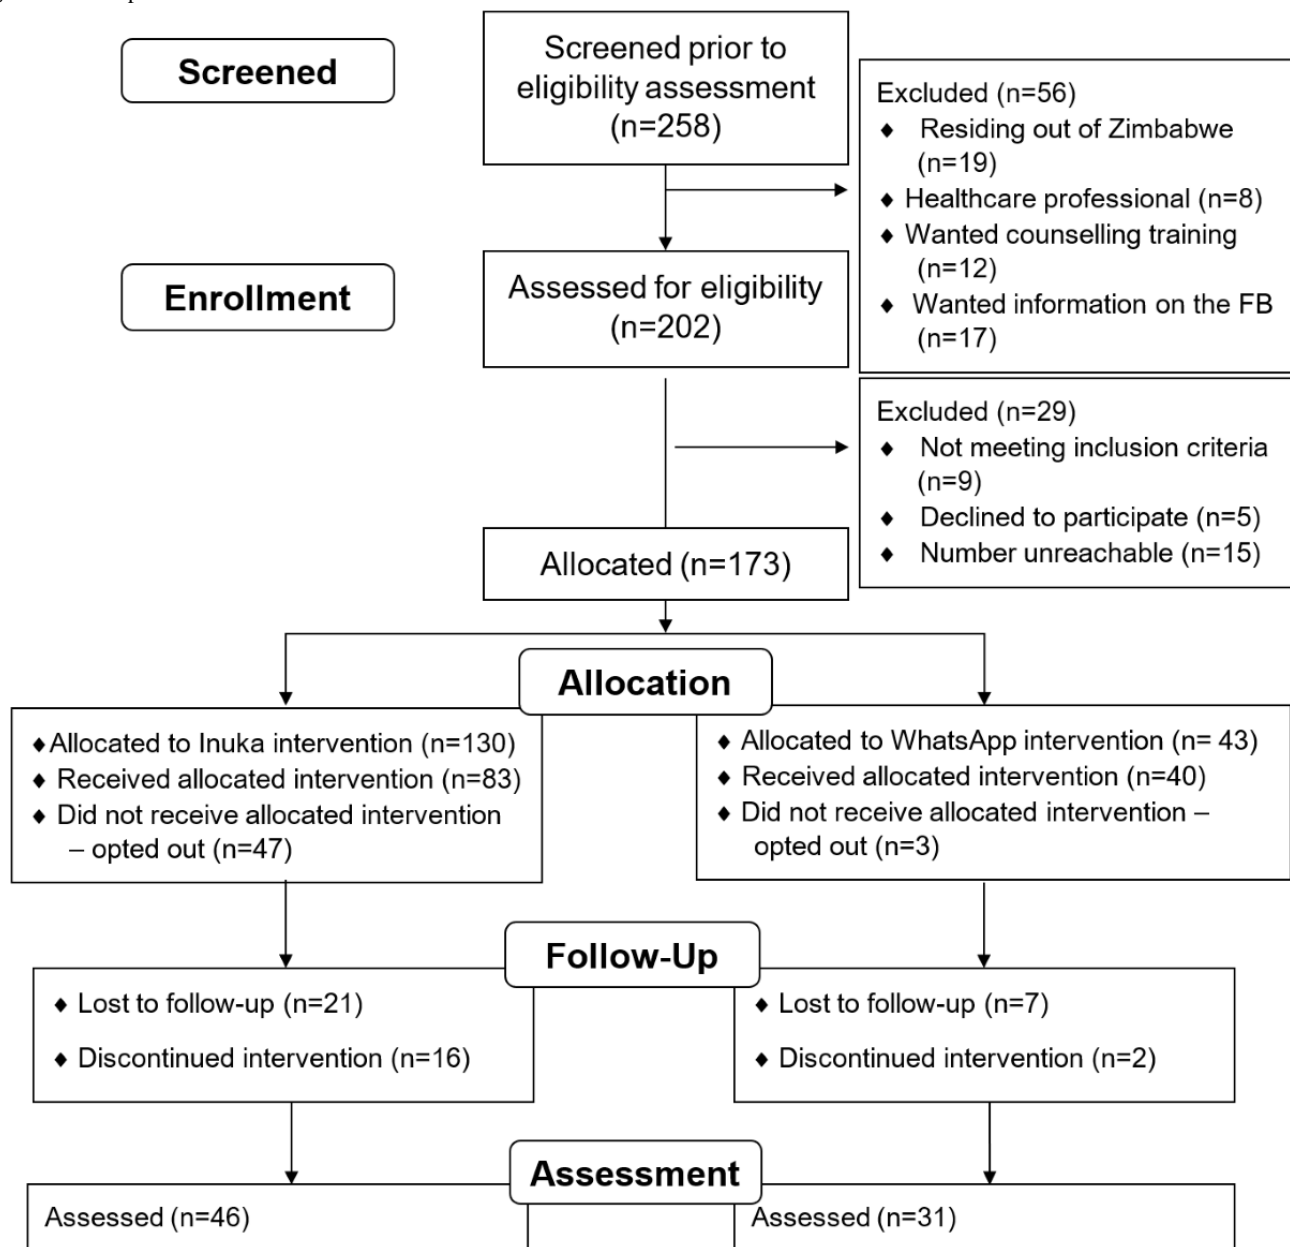 Screened
Screened prior to
eligibility assessment
(n=258)
Excluded (n=56)
♦ Residing out of Zimbabwe
(n=19)
♦ Healthcare professional (n=8)
♦ Wanted counselling training
(n=12)
♦ Wanted information on the FB
(n=17)
Enrollment
Assessed for eligibility
(n=202)
Excluded (n=29)
♦ Not meeting inclusion criteria
(n=9)
♦ Declined to participate (n=5)
♦ Number unreachable (n=15)
Allocated (n=173)
Allocation
♦Allocated to Inuka intervention (n=130)
♦ Received allocated intervention (n=83)
♦ Did not receive allocated intervention
– opted out (n=47)
♦ Allocated to WhatsApp intervention (n= 43)
♦ Received allocated intervention (n=40)
♦ Did not receive allocated intervention –
opted out (n=3)
Follow-Up
♦ Lost to follow-up (n=21)
♦ Discontinued intervention (n=16)
♦ Lost to follow-up (n=7)
♦ Discontinued intervention (n=2)
Assessment
Assessed (n=46)
Assessed (n=31)